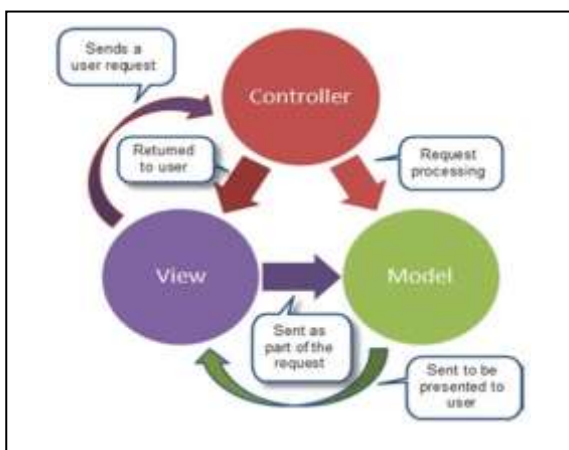 Sends a
user request
Controller
Returned
to user
Request
processing
View
Model
Sent as
part of the
request
Sent to be
presented to
user